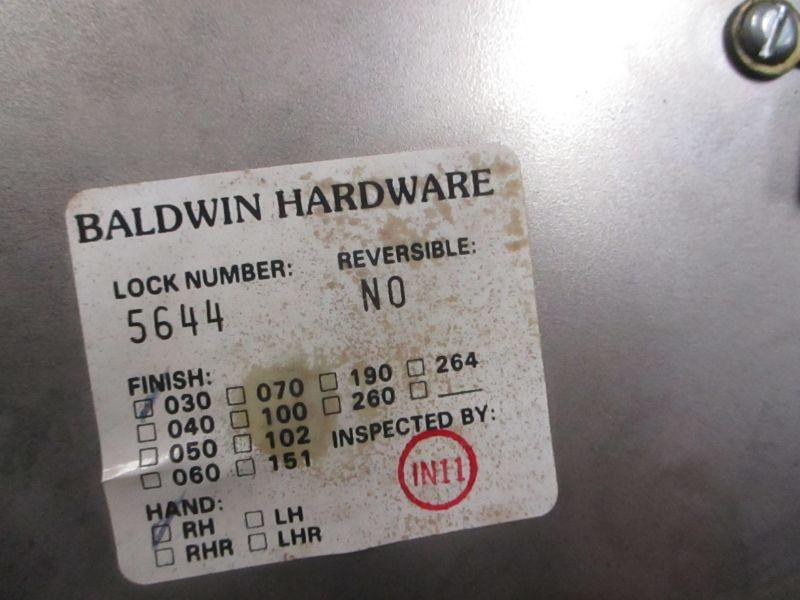 BALDWIN HARDWARE
LOCK NUMBER: REVERSIBLE:
5644 NO
FINISH:
030 070 190 264
040 100 260
050 102 INSPECTED BY:
060 151 IN11
HAND:
RH LH
RHR LHR